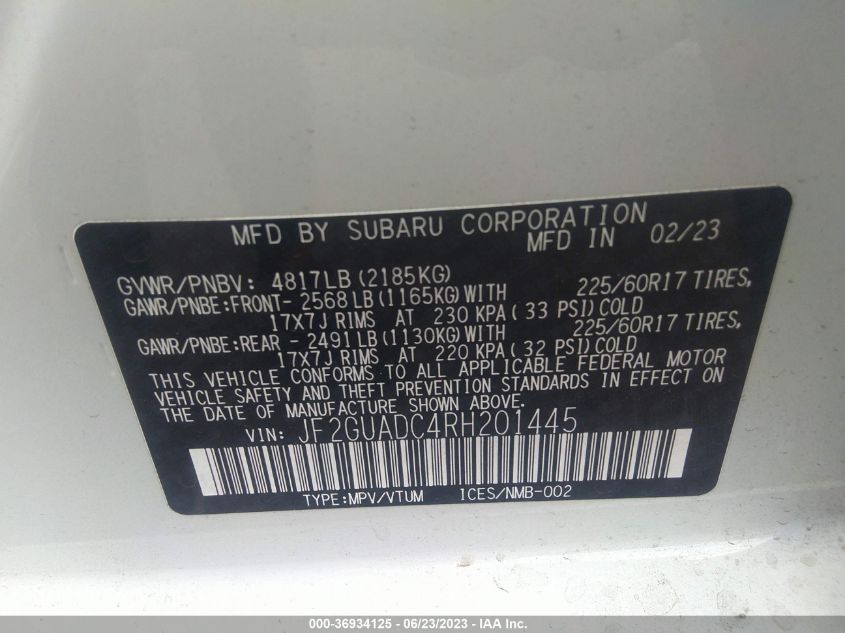 MFD BY SUBARU CORPORATION
MFD IN 02/23
GVWR/PNBV: 4817LB (2185KG)
GAWR/PNBE:FRONT- 2568LB (1165KG) WITH 225/60R17 TIRES,
17X7J RIMS AT 230 KPA ( 33 PSI) COLD
GAWR/PNBE:REAR - 2491LB (1130KG) WITH 225/60R17 TIRES,
17X7J RIMS AT 220 KPA ( 32 PSI) COLD
THIS VEHICLE CONFORMS TO ALL APPLICABLE FEDERAL MOTOR
VEHICLE SAFETY AND THEFT PREVENTION STANDARDS IN EFFECT ON
THE DATE OF MANUFACTURE SHOWN ABOVE.
VIN: JF2GUADC4RH201445
TYPE:MPV/VTUM ICES/NMB-002
000-36934125 - 06/23/2023 - IAA, Inc.